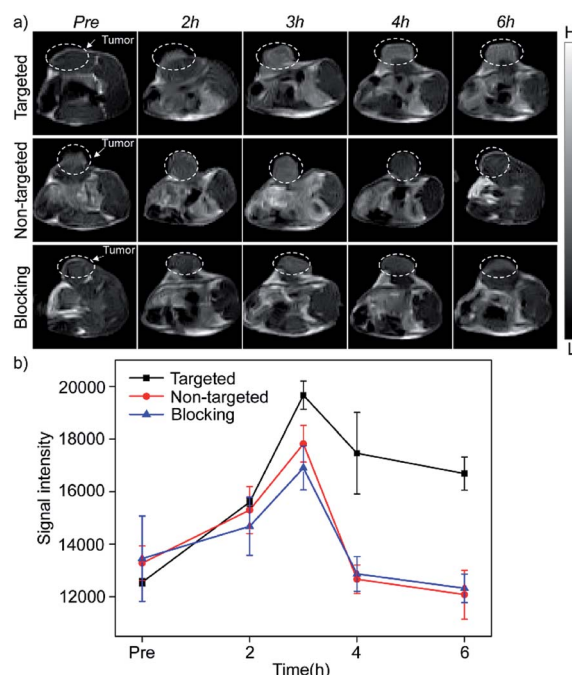 a) Pre 2h 3h 4h 6h
H
Targeted
Tumor
Non-targeted
Tumor
Blocking
Tumor
L
b)
Targeted
Non-targeted
Blocking
Signal intensity
20000
18000
16000
14000
12000
Pre 2 4 6
Time(h)